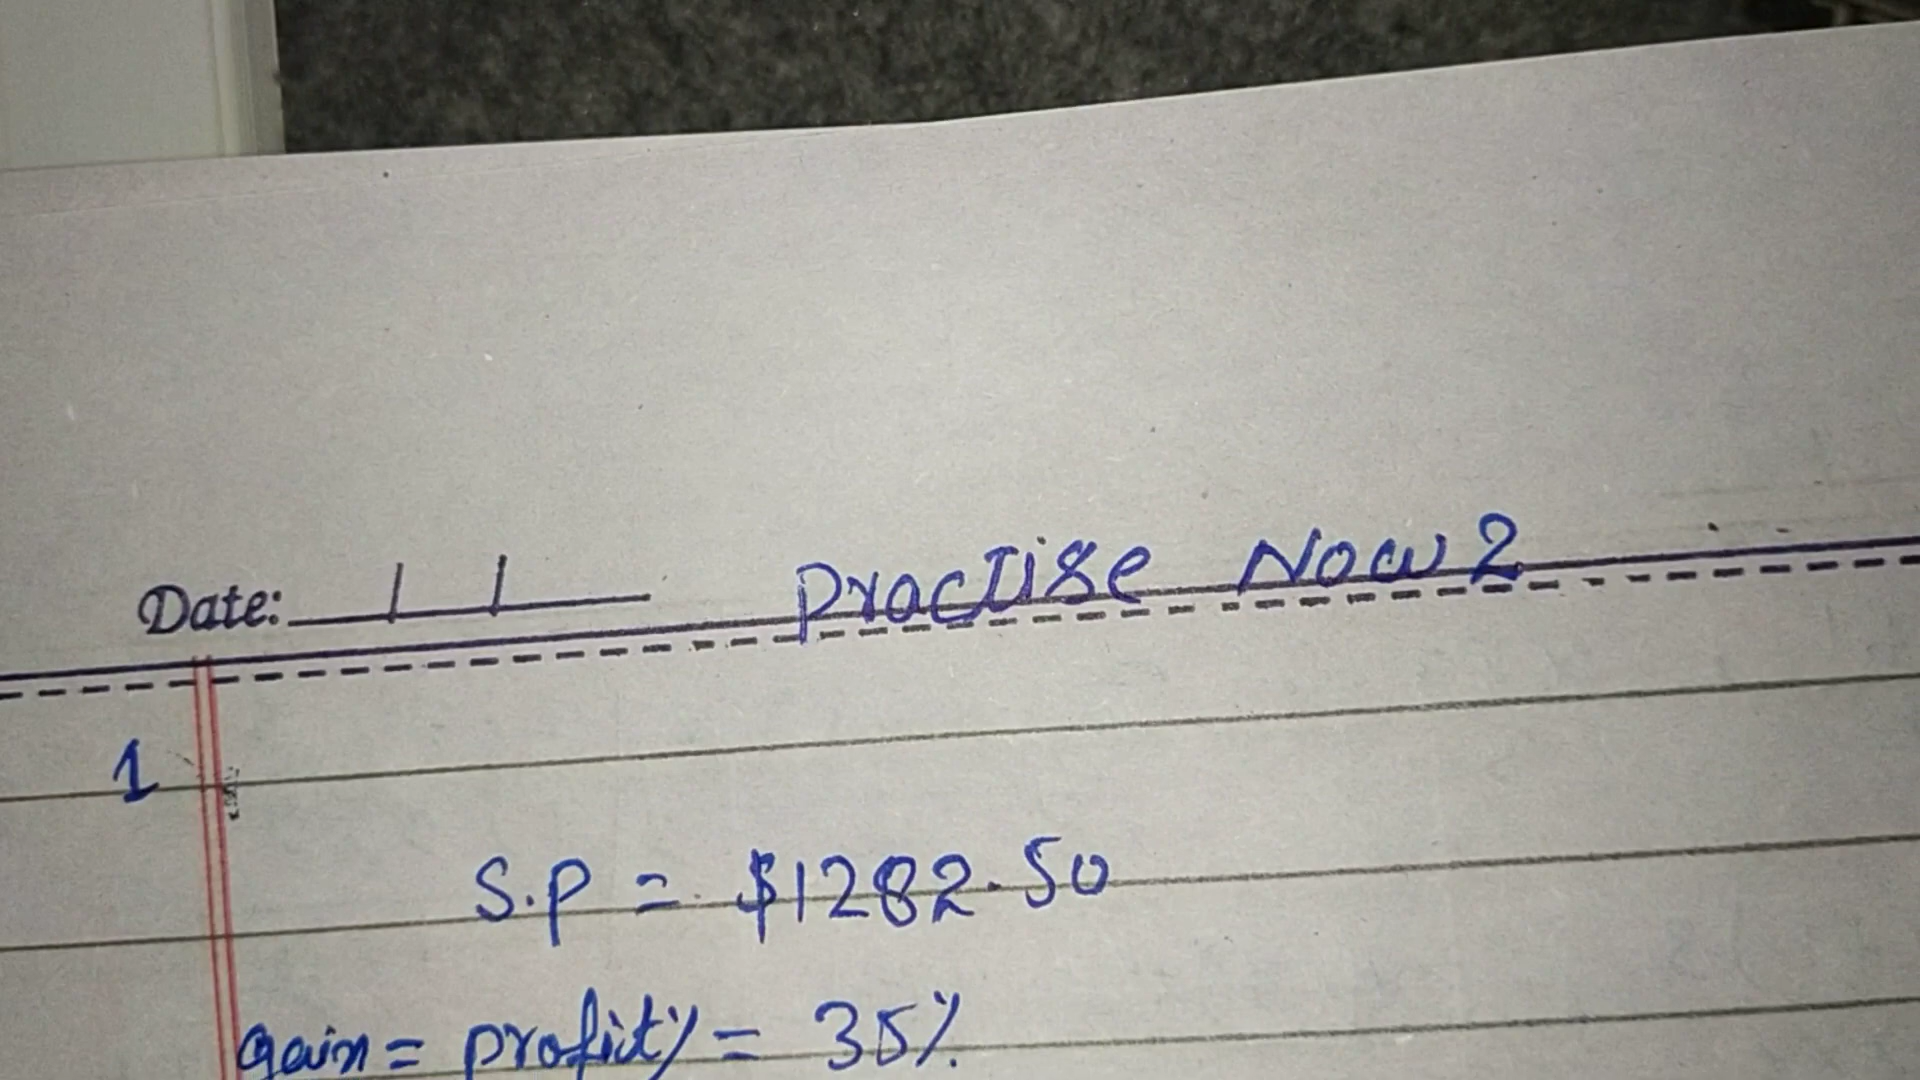 Date: / /
Practise Now 2
1
S.P = $1282.50
gain = profit% = 35%